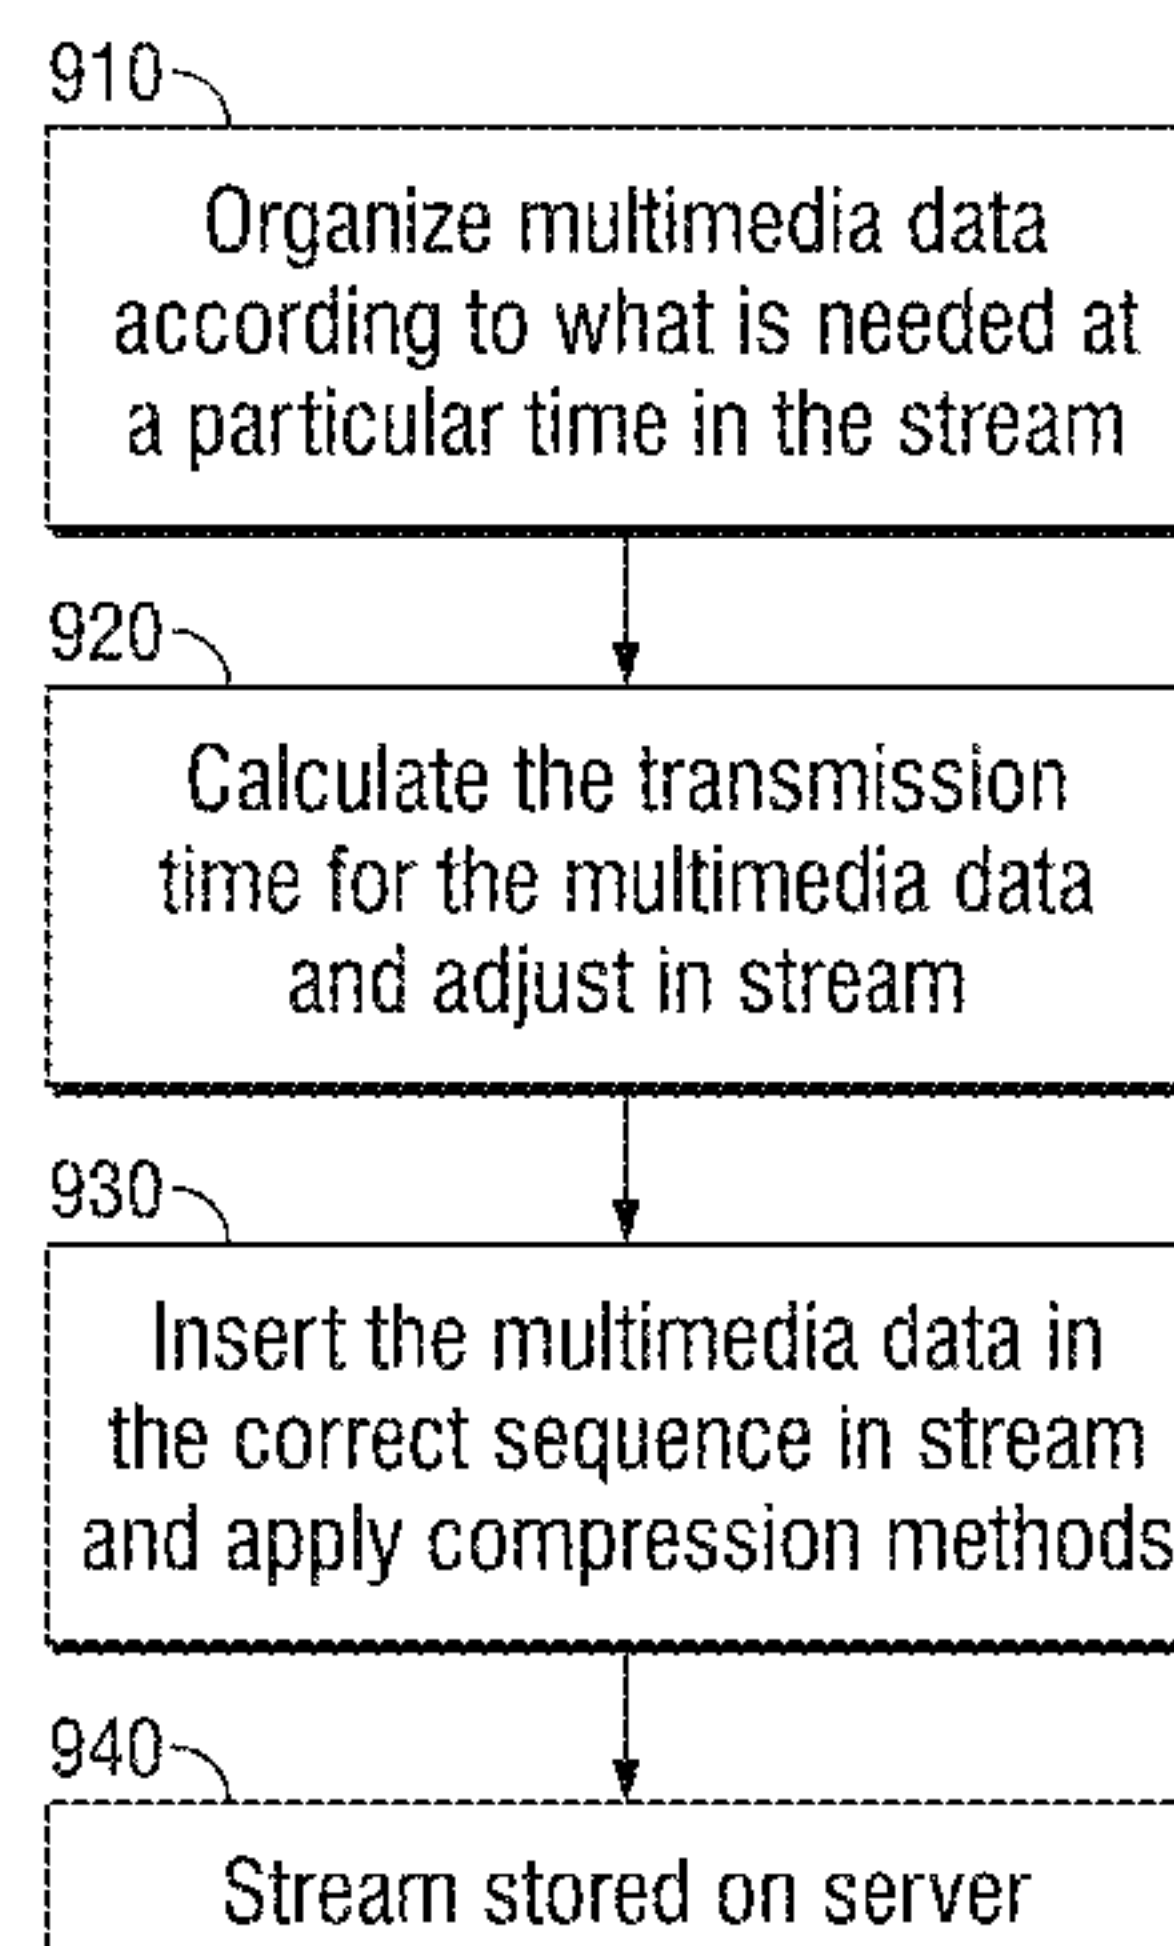 910
Organize multimedia data
according to what is needed at
a particular time in the stream
920
Calculate the transmission
time for the multimedia data
and adjust in stream
930
Insert the multimedia data in
the correct sequence in stream
and apply compression methods
940
Stream stored on server